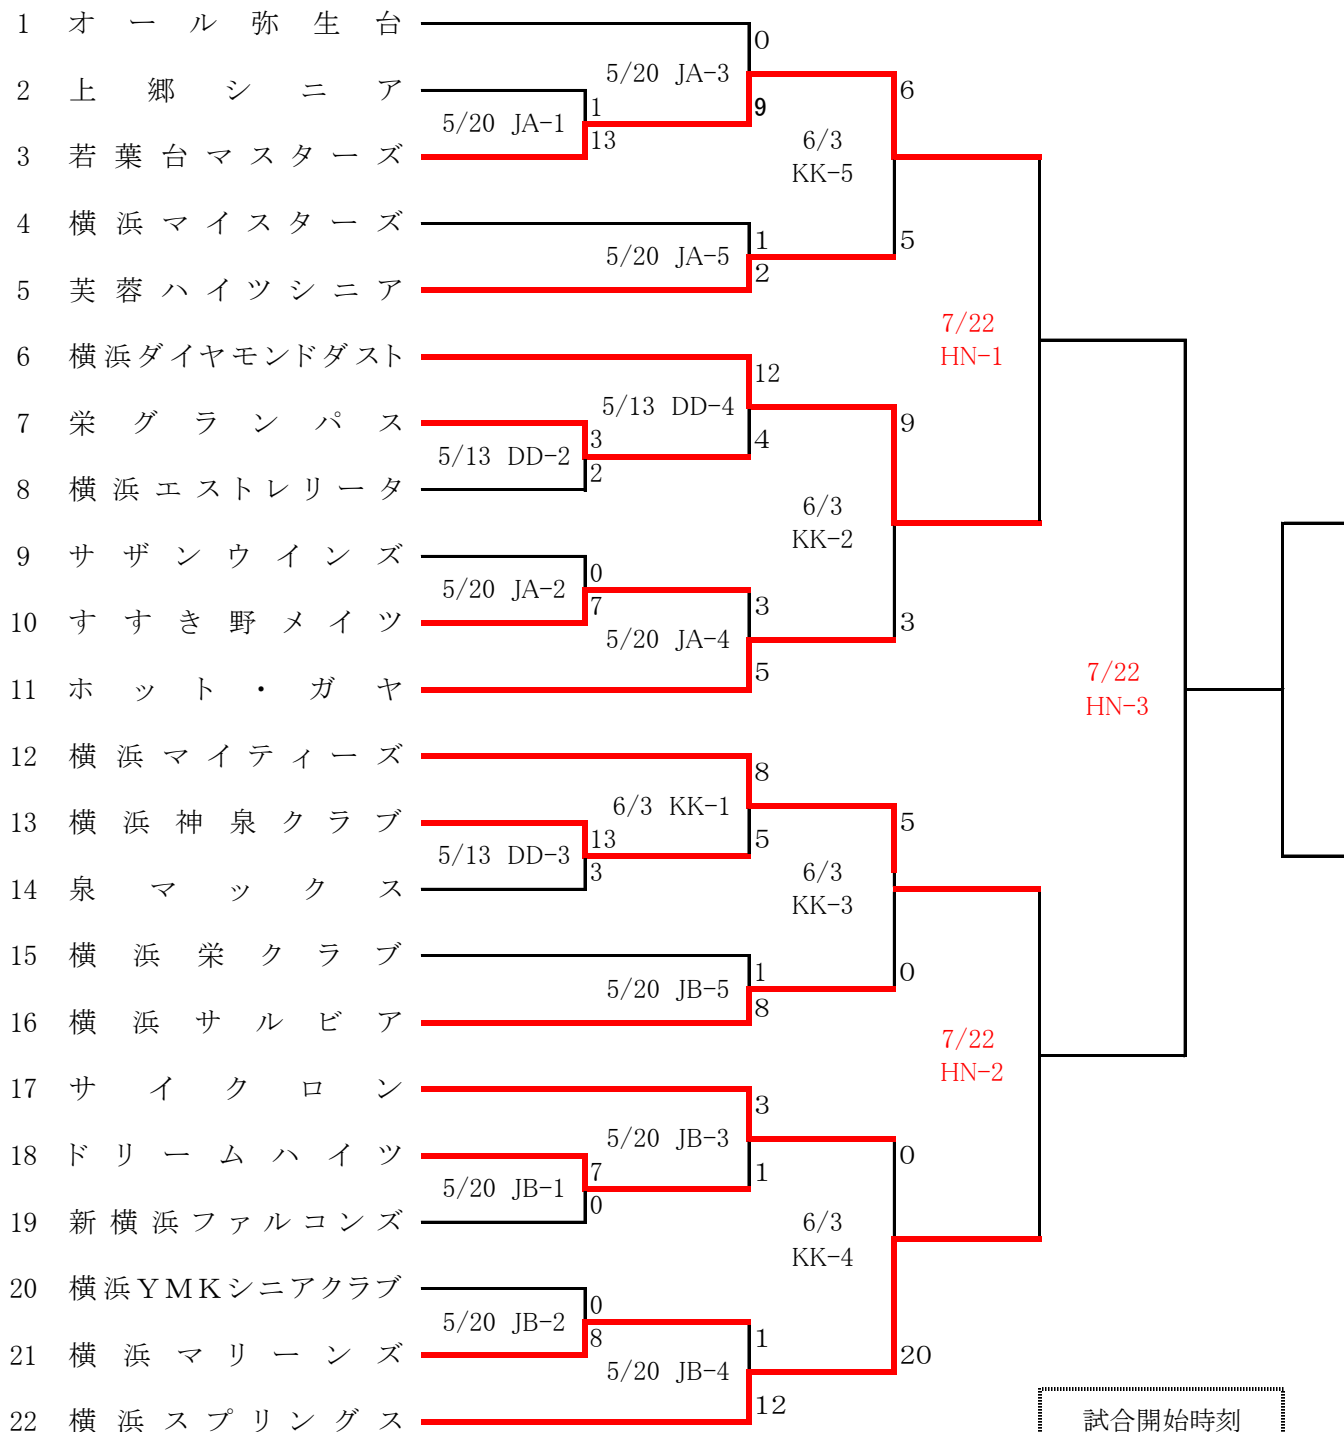 1 オール弥生台
0
5/20 JA-3
2 上郷シニア
6
1
9
5/20 JA-1
13
6/3
KK-5
3 若葉台マスターズ
4 横浜マイスターズ
1
5
5/20 JA-5
2
5 芙蓉ハイツシニア
7/22
HN-1
6 横浜ダイヤモンドダスト
12
5/13 DD-4
7 栄グランパス
9
3
4
5/13 DD-2
2
8 横浜エストレリータ
6/3
KK-2
9 サザンウインズ
0
5/20 JA-2
7
3
10 すすき野メイツ
3
5/20 JA-4
5
11 ホット・ガヤ
7/22
HN-3
12 横浜マイティーズ
8
6/3 KK-1
13 横浜神泉クラブ
5
13
5
5/13 DD-3
3
6/3
KK-3
14 泉マックス
15 横浜栄クラブ
1
0
5/20 JB-5
8
16 横浜サルビア
7/22
HN-2
17 サイクロン
3
5/20 JB-3
18 ドリームハイツ
0
7
1
5/20 JB-1
0
19 新横浜ファルコンズ
6/3
KK-4
20 横浜YMKシニアクラブ
0
5/20 JB-2
8
1
21 横浜マリーンズ
20
5/20 JB-4
12
22 横浜スプリングス
試合開始時刻